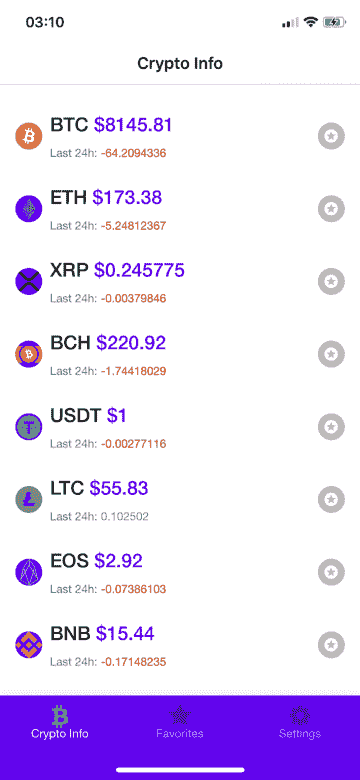 03:10
Crypto Info
BTC $8145.81
Last 24h: -64.2094336
ETH $173.38
Last 24h: -5.24812367
XRP $0.245775
Last 24h: -0.00379846
BCH $220.92
Last 24h: -1.74418029
USDT $1
Last 24h: -0.00277116
LTC $55.83
Last 24h: 0.102502
EOS $2.92
Last 24h: -0.07386103
BNB $15.44
Last 24h: -0.17148235
Crypto Info Favorites Settings